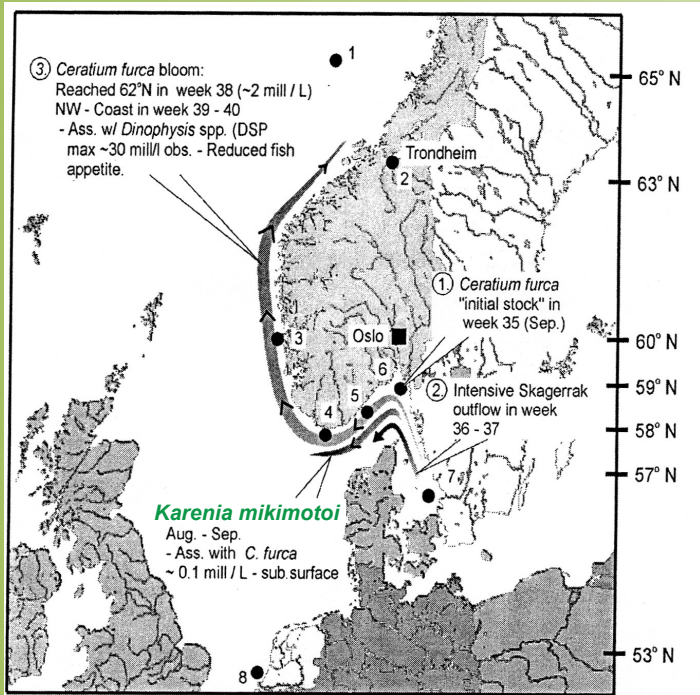 ③. Ceratium furca bloom:
Reached 62°N in week 38 (~2 mill / L)
NW - Coast in week 39 - 40
- Ass. w/ Dinophysis spp. (DSP
max ~30 mill/l obs. - Reduced fish
appetite.
1
65° N
Trondheim
2
63° N
①. Ceratium furca
"initial stock" in
week 35 (Sep.)
Oslo
3
60° N
6
59° N
②. Intensive Skagerrak
outflow in week
36 - 37
5
4
58° N
7
57° N
Karenia mikimotoi
Aug. - Sep.
- Ass. with C. furca
~ 0.1 mill / L - sub.surface
8
53° N